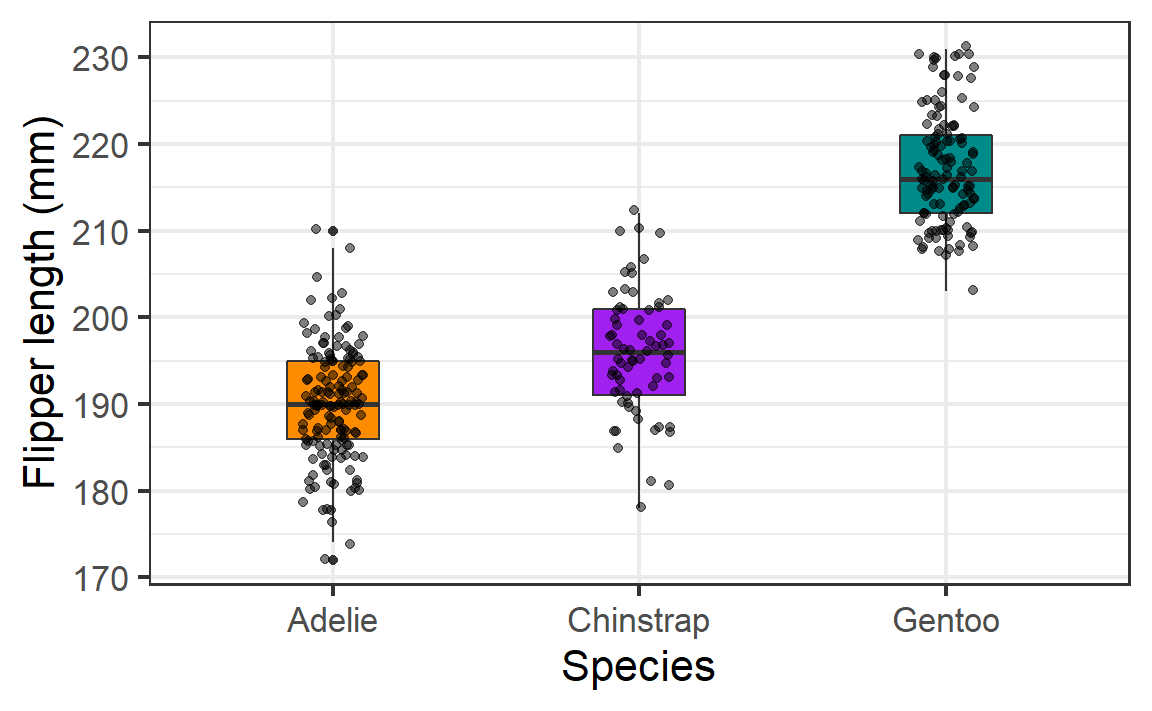 Flipper length (mm)
230
220
210
200
190
180
170
Adelie
Chinstrap
Gentoo
Species